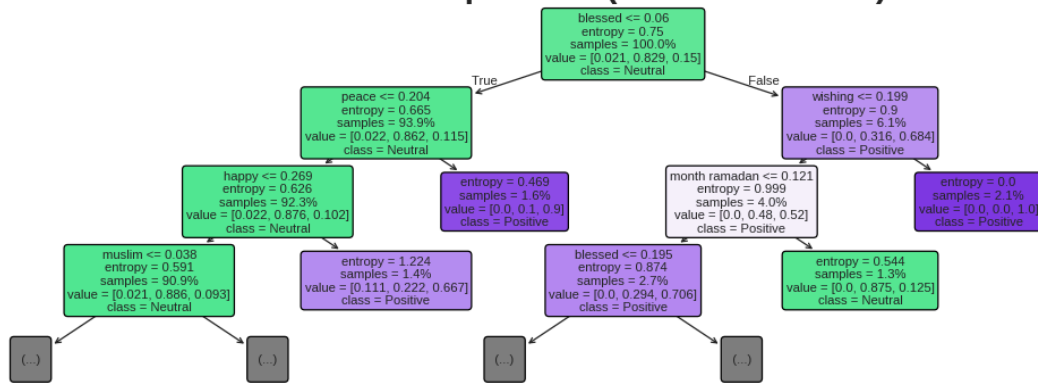 blessed <= 0.06
entropy = 0.75
samples = 100.0%
value = [0.021, 0.829, 0.15]
class = Neutral
True
False
peace <= 0.204
entropy = 0.665
samples = 93.9%
value = [0.022, 0.862, 0.115]
class = Neutral
wishing <= 0.199
entropy = 0.9
samples = 6.1%
value = [0.0, 0.316, 0.684]
class = Positive
happy <= 0.269
entropy = 0.626
samples = 92.3%
value = [0.022, 0.876, 0.102]
class = Neutral
entropy = 0.469
samples = 1.6%
value = [0.0, 0.1, 0.9]
class = Positive
month ramadan <= 0.121
entropy = 0.999
samples = 4.0%
value = [0.0, 0.48, 0.52]
class = Positive
entropy = 0.0
samples = 2.1%
value = [0.0, 0.0, 1.0]
class = Positive
muslim <= 0.038
entropy = 0.591
samples = 90.9%
value = [0.021, 0.886, 0.093]
class = Neutral
entropy = 1.224
samples = 1.4%
value = [0.111, 0.222, 0.667]
class = Positive
blessed <= 0.195
entropy = 0.874
samples = 2.7%
value = [0.0, 0.294, 0.706]
class = Positive
entropy = 0.544
samples = 1.3%
value = [0.0, 0.875, 0.125]
class = Neutral
(...)
(...)
(...)
(...)